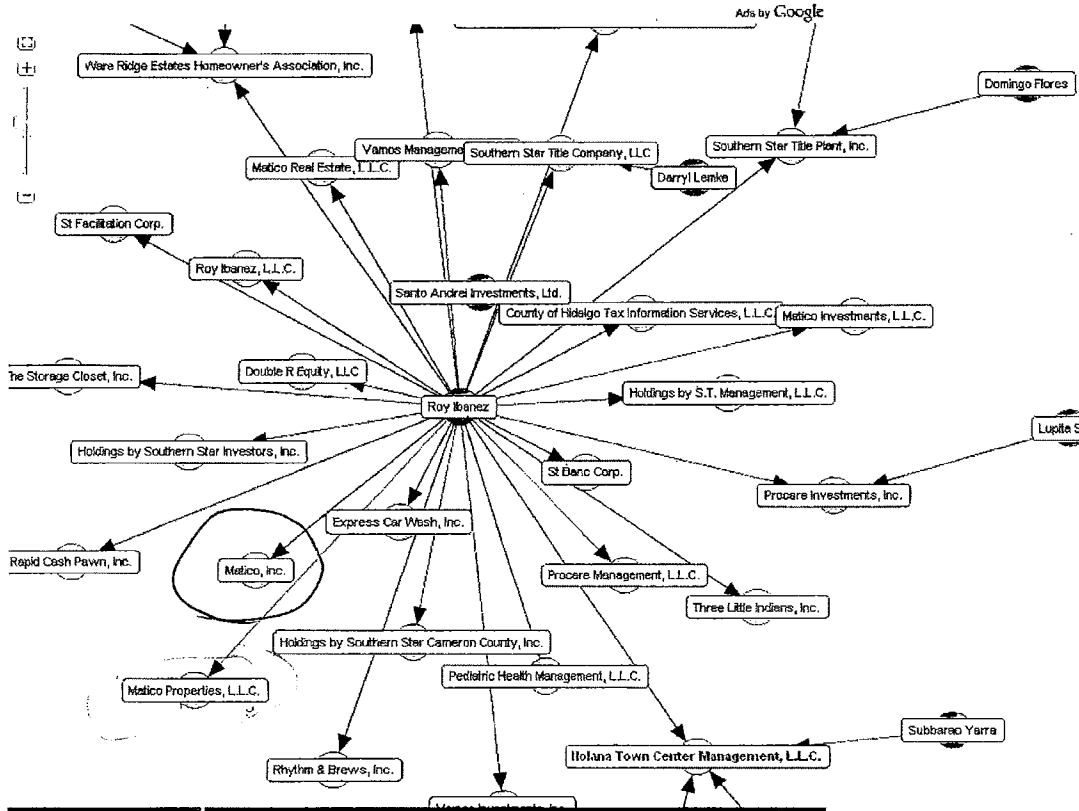 Ads by Google
Ware Ridge Estates Homeowner's Association, Inc.
Domingo Flores
Vamos Manageme
Southern Star Title Company, LLC
Southern Star Title Plant, Inc.
Matico Real Estate, L.L.C.
Darryl Lemke
St Facilitation Corp.
Roy Ibanez, L.L.C.
Santo Andrei Investments, Ltd.
County of Hidalgo Tax Information Services, L.L.C.
Matico Investments, L.L.C.
he Storage Closet, Inc.
Double R Equity, LLC
Roy Ibanez
Holdings by S.T. Management, L.L.C.
Lupita S
Holdings by Southern Star Investors, Inc.
St Banc Corp.
Procare Investments, Inc.
Express Car Wash, Inc.
Rapid Cash Pawn, Inc.
Matico, Inc.
Procare Management, L.L.C.
Three Little Indians, Inc.
Holdings by Southern Star Cameron County, Inc.
Pediatric Health Management, L.L.C.
Matico Properties, L.L.C.
Subbarao Yarra
Nolana Town Center Management, L.L.C.
Rhythm & Brews, Inc.
Vamos Investments, Inc.